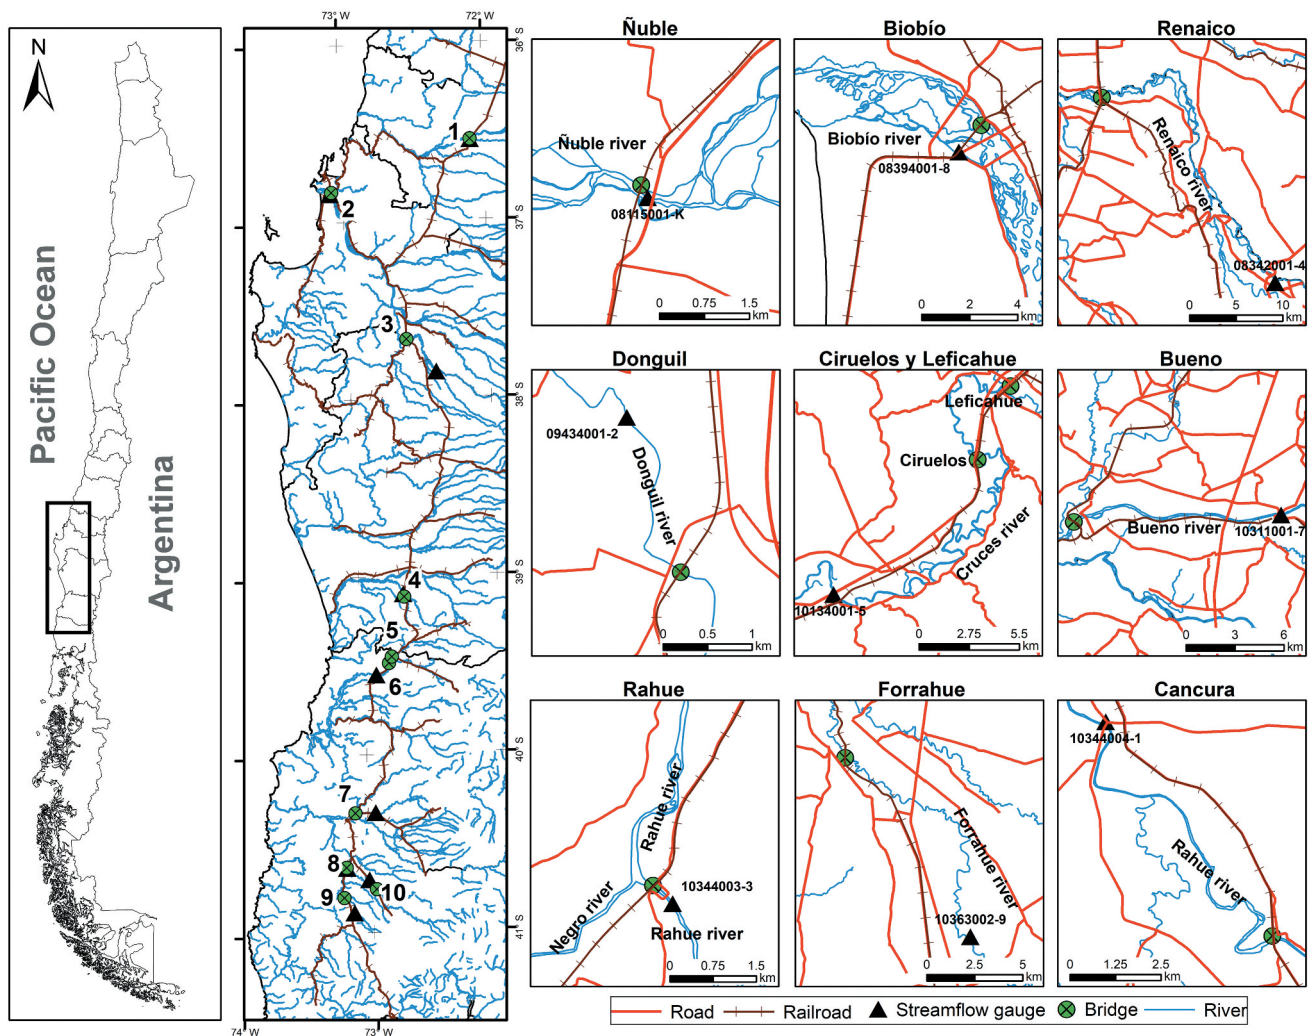 N
Pacific Ocean
Argentina
73° W
72° W
36° S
37° S
38° S
39° S
40° S
41° S
74° W
73° W
1
2
3
4
5
6
7
8
9
10
Ñuble
Ñuble river
08115001-K
0 0.75 1.5
km
Biobío
Biobío river
08394001-8
0 2 4
km
Renaico
Renaico river
08342001-4
0 5 10
km
Donguil
09434001-2
Donguil river
0 0.5 1
km
Ciruelos y Leficahue
Leficahue
Ciruelos
Cruces river
10134001-5
0 2.75 5.5
km
Bueno
Bueno river
10311001-7
0 3 6
km
Rahue
Rahue river
10344003-3
Negro river
Rahue river
0 0.75 1.5
km
Forrahue
Forrahue river
10363002-9
0 2.5 5
km
Cancura
10344004-1
Rahue river
0 1.25 2.5
km
Road Railroad Streamflow gauge Bridge River